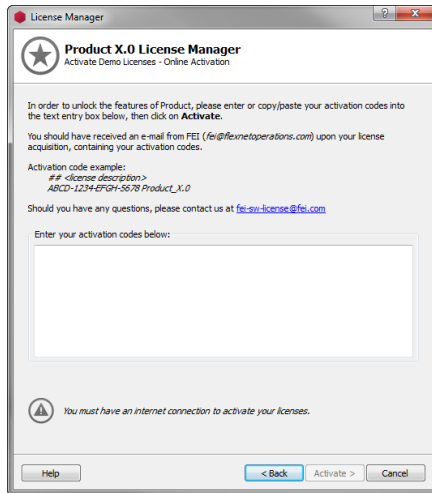 License Manager
Product X.0 License Manager
Activate Demo Licenses - Online Activation
In order to unlock the features of Product, please enter or copy/paste your activation codes into
the text entry box below, then click on Activate.
You should have received an e-mail from FEI (fei@flexnetoperations.com) upon your license
acquisition, containing your activation codes.
Activation code example:
## <license description>
ABCD-1234-EFGH-5678 Product_X.0
Should you have any questions, please contact us at fei-sw-license@fei.com
Enter your activation codes below:
You must have an internet connection to activate your licenses.
Help
< Back
Activate >
Cancel